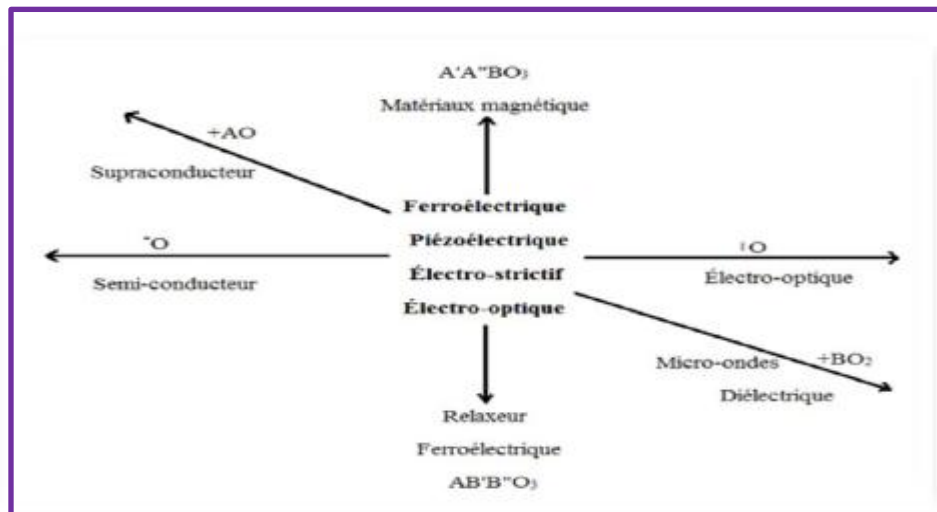 A'A"BO₃
Matériaux magnétique
+AO
Supraconducteur
Ferroélectrique
Piézoélectrique
Électro-strictif
Électro-optique
-O
Semi-conducteur
O
Électro-optique
Micro-ondes
+BO₂
Diélectrique
Relaxeur
Ferroélectrique
AB'B"O₃